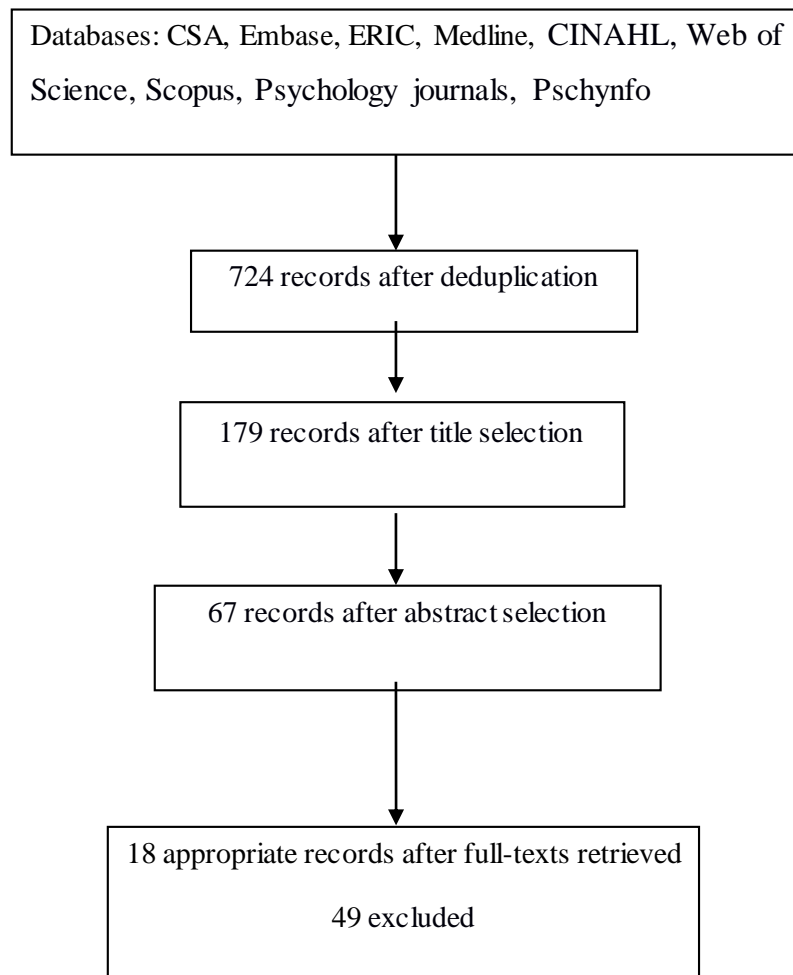 Databases: CSA, Embase, ERIC, Medline, CINAHL, Web of
Science, Scopus, Psychology journals, Pschynfo
724 records after deduplication
179 records after title selection
67 records after abstract selection
18 appropriate records after full-texts retrieved
49 excluded